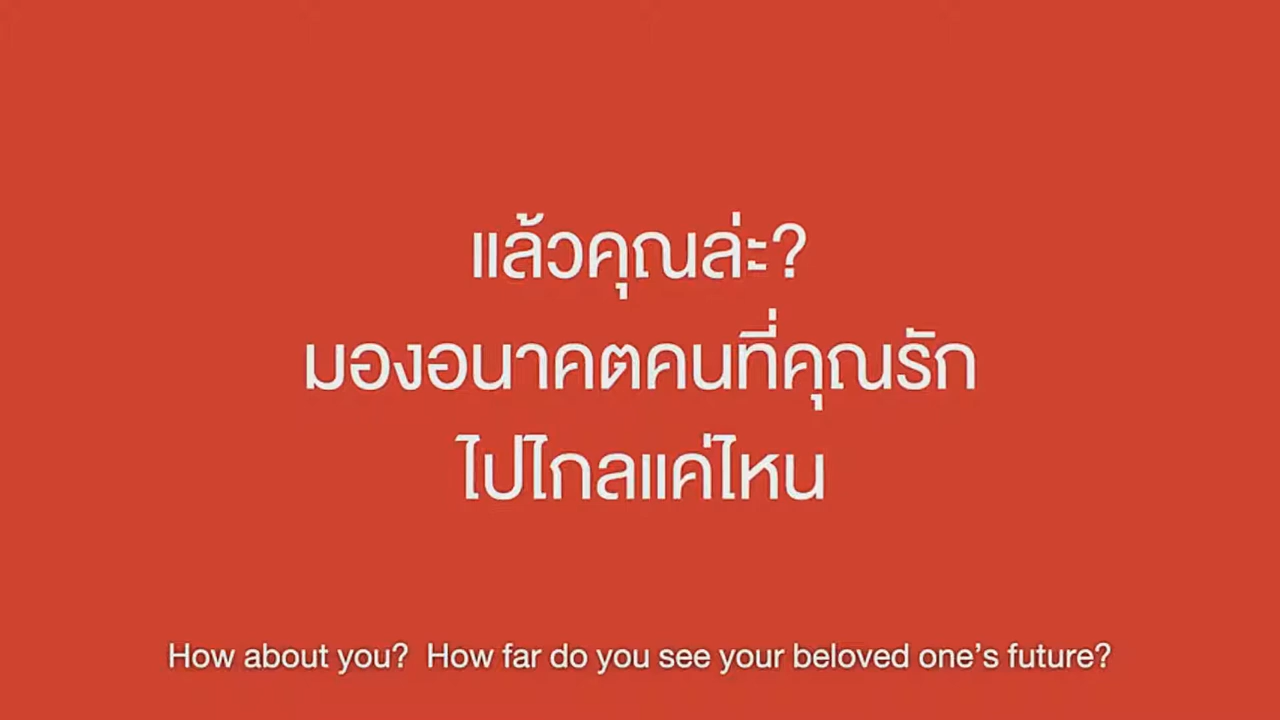 แล้วคุณล่ะ?
มองอนาคตคนที่คุณรัก
ไปไกลแค่ไหน
How about you?  How far do you see your beloved one's future?